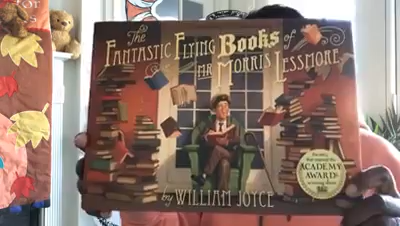 The
FANTASTIC FLYING BOOKS of
MR MORRIS LESSMORE
ACADEMY
AWARD
by WILLIAM JOYCE